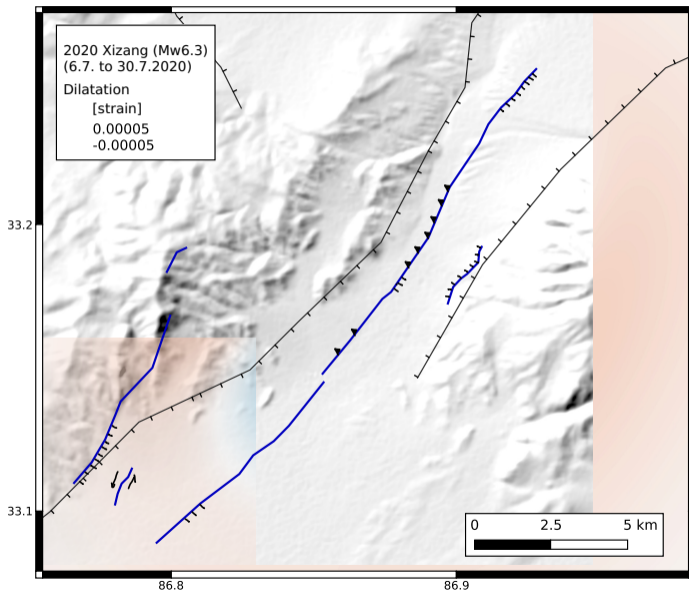 2020 Xizang (Mw6.3)
(6.7. to 30.7.2020)
Dilatation
[strain]
0.00005
-0.00005
33.2
33.1
0 2.5 5 km
86.8 86.9